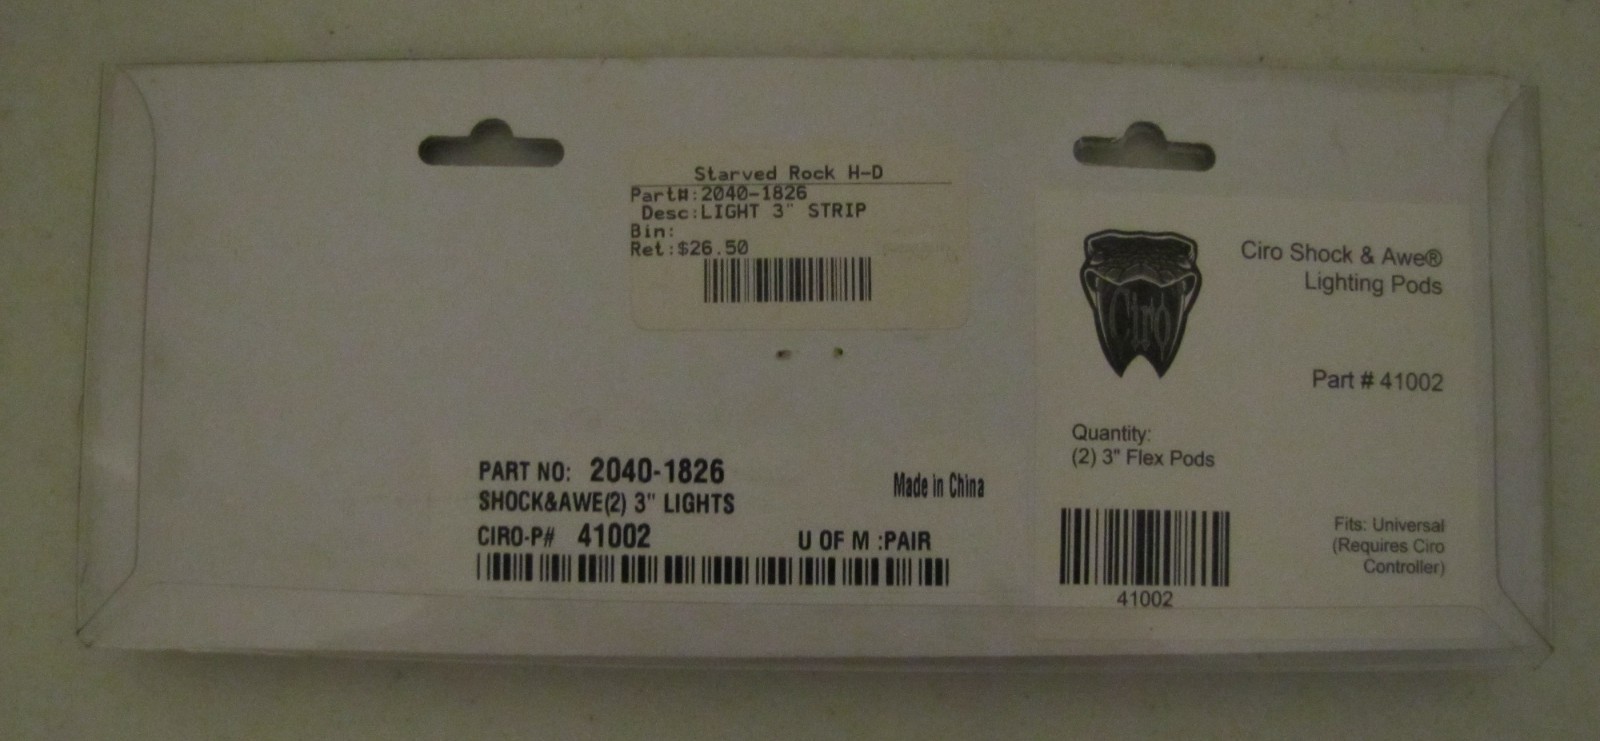 Starved Rock H-D
Part#:2040-1826
Desc:LIGHT 3" STRIP
Bin:
Ret:$26.50
PART NO: 2040-1826
SHOCK&AWE(2) 3" LIGHTS
CIRO-P# 41002
U OF M :PAIR
Made in China
Ciro
Ciro Shock & Awe®
Lighting Pods
Part # 41002
Quantity:
(2) 3" Flex Pods
41002
Fits: Universal
(Requires Ciro
Controller)